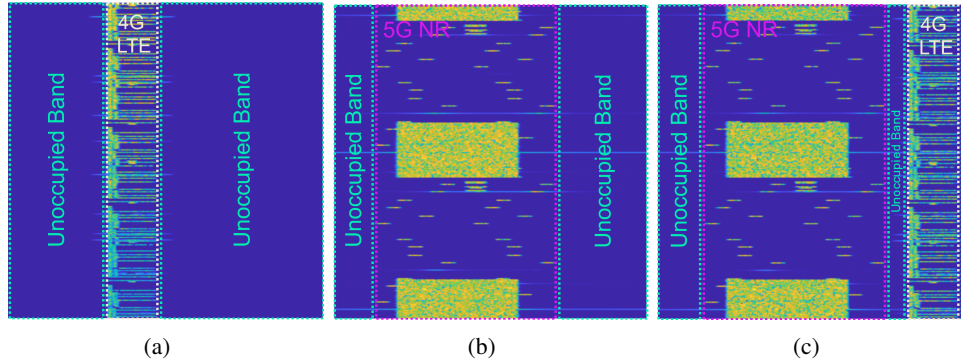 Unoccupied Band
4G
LTE
Unoccupied Band
Unoccupied Band
5G NR
Unoccupied Band
Unoccupied Band
5G NR
Unoccupied Band
4G
LTE
(a)
(b)
(c)